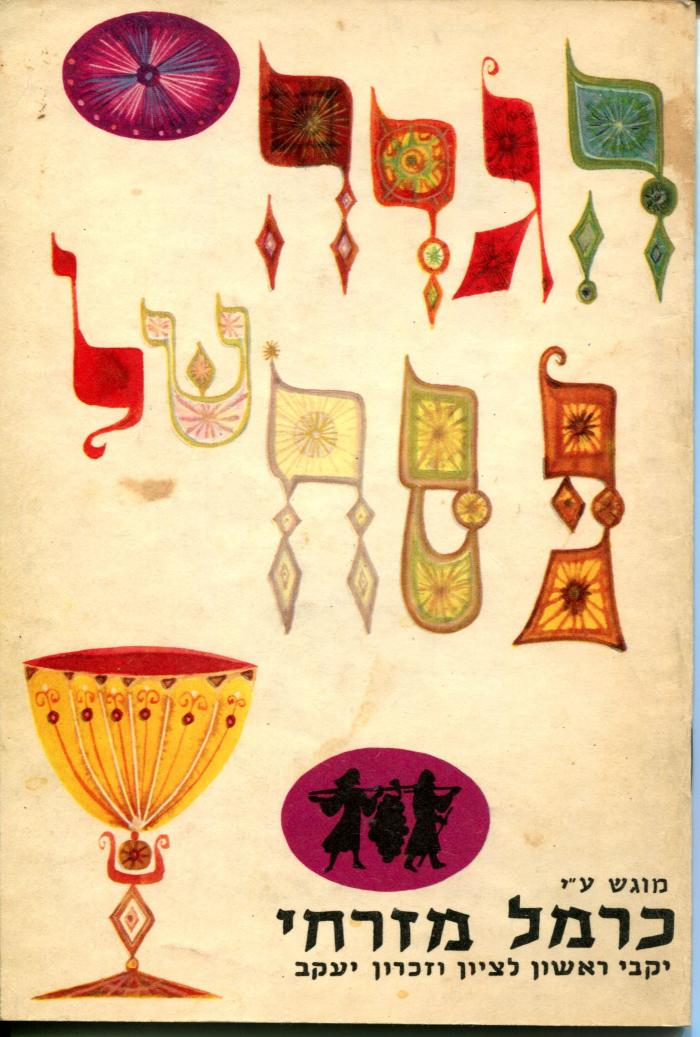 הגדה
של
פסח
מוגש ע"י
כרמל מזרחי
יקבי ראשון לציון וזכרון יעקב